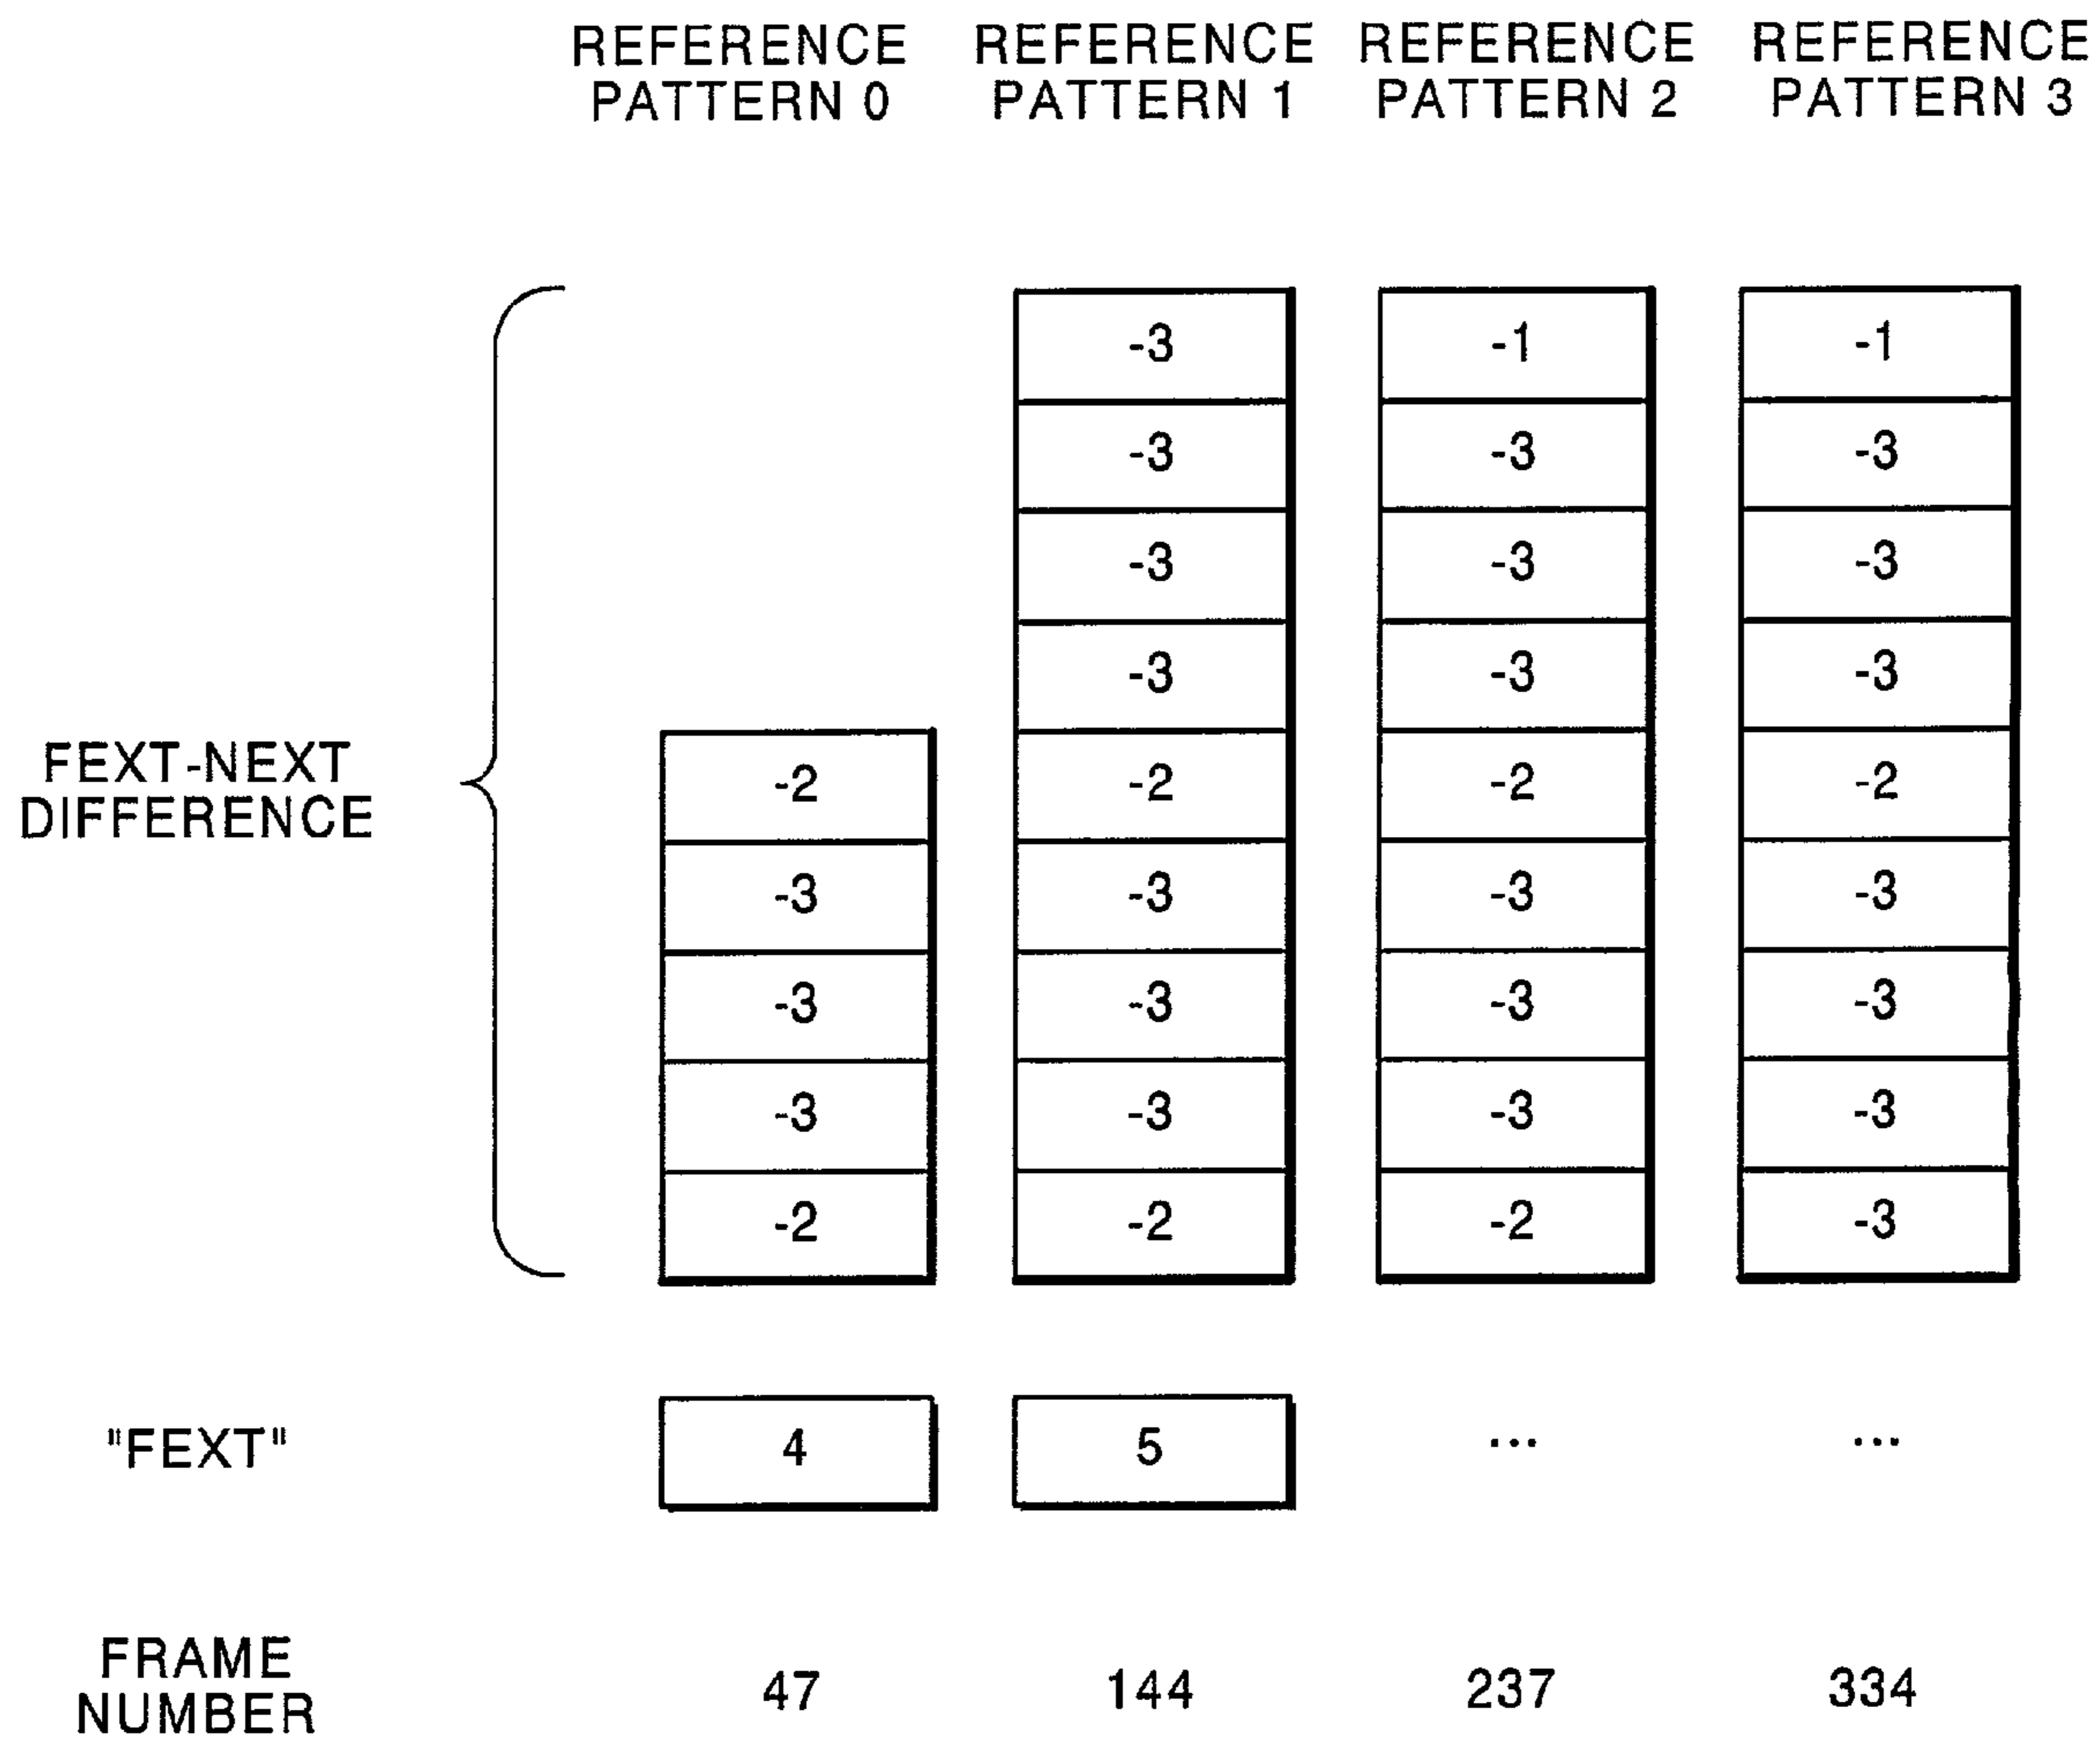 REFERENCE REFERENCE REFERENCE REFERENCE
PATTERN 0 PATTERN 1 PATTERN 2 PATTERN 3
-3 -1 -1
-3 -3 -3
-3 -3 -3
-3 -3 -3
FEXT-NEXT
DIFFERENCE
-2 -2 -2 -2
-3 -3 -3 -3
-3 -3 -3 -3
-3 -3 -3 -3
-2 -2 -2 -3
"FEXT" 4 5 ... ...
FRAME
NUMBER
47 144 237 334